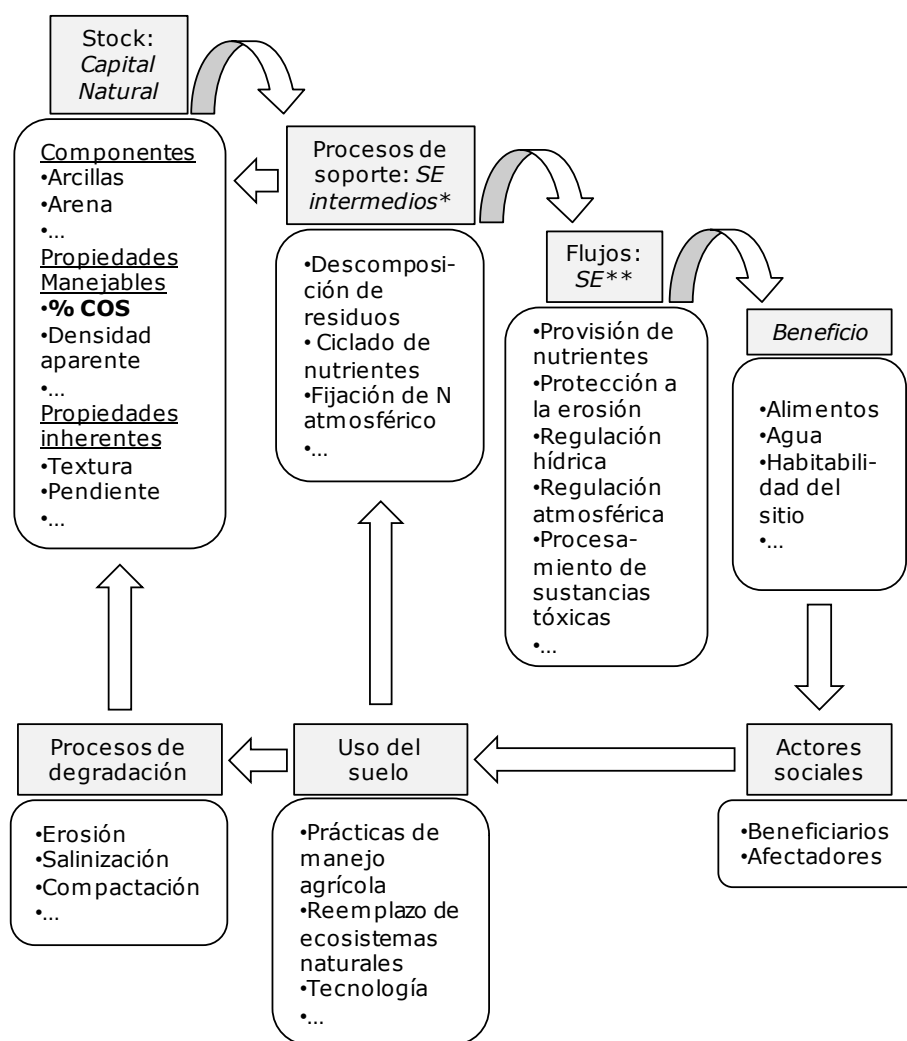 Stock:
Capital
Natural
Componentes
•Arcillas
•Arena
•...
Propiedades
Manejables
•% COS
•Densidad
aparente
•...
Propiedades
inherentes
•Textura
•Pendiente
•...
Procesos de
soporte: SE
intermedios*
•Descomposi-
ción de
residuos
• Ciclado de
nutrientes
•Fijación de N
atmosférico
•...
Flujos:
SE**
•Provisión de
nutrientes
•Protección a
la erosión
•Regulación
hídrica
•Regulación
atmosférica
•Procesa-
miento de
sustancias
tóxicas
•...
Beneficio
•Alimentos
•Agua
•Habitabili-
dad del
sitio
•...
Procesos de
degradación
•Erosión
•Salinización
•Compactación
•...
Uso del
suelo
•Prácticas de
manejo
agrícola
•Reemplazo de
ecosistemas
naturales
•Tecnología
•...
Actores
sociales
•Beneficiarios
•Afectadores